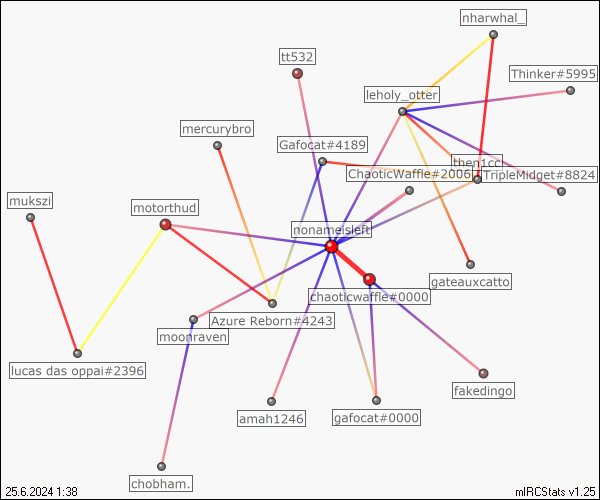 nharwhal_
tt532
Thinker#5995
leholy_otter
mercurybro
Gafocat#4189
then1cci
ChaoticWaffle#2006
TripleMidget#8824
mukszi
motorthud
nonameisleft
gateauxcatto
chaoticwaffle#0000
Azure Reborn#4243
moonraven
lucas das oppai#2396
fakedingo
amah1246
gafocat#0000
chobham.
25.6.2024 1:38
mIRCStats v1.25